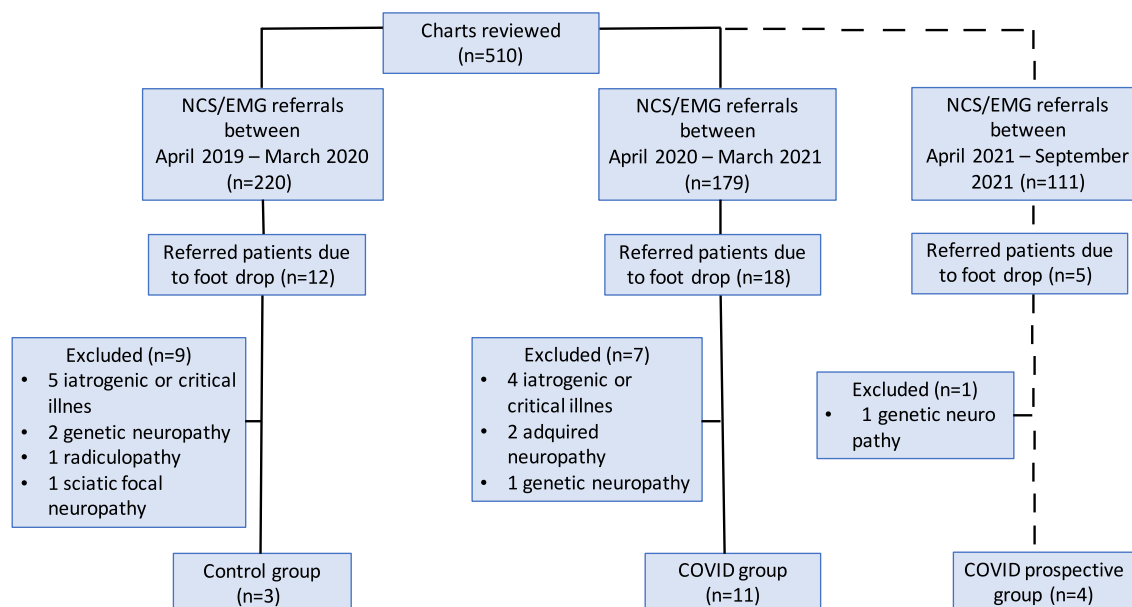 Charts reviewed
(n=510)
NCS/EMG referrals
between
April 2019 – March 2020
(n=220)
NCS/EMG referrals
between
April 2020 – March 2021
(n=179)
NCS/EMG referrals
between
April 2021 – September
2021 (n=111)
Referred patients due
to foot drop (n=12)
Referred patients due
to foot drop (n=18)
Referred patients due
to foot drop (n=5)
Excluded (n=9)
• 5 iatrogenic or critical
illnes
• 2 genetic neuropathy
• 1 radiculopathy
• 1 sciatic focal
neuropathy
Excluded (n=7)
• 4 iatrogenic or
critical illnes
• 2 adquired
neuropathy
• 1 genetic neuropathy
Excluded (n=1)
• 1 genetic neuro
pathy
Control group
(n=3)
COVID group
(n=11)
COVID prospective
group (n=4)